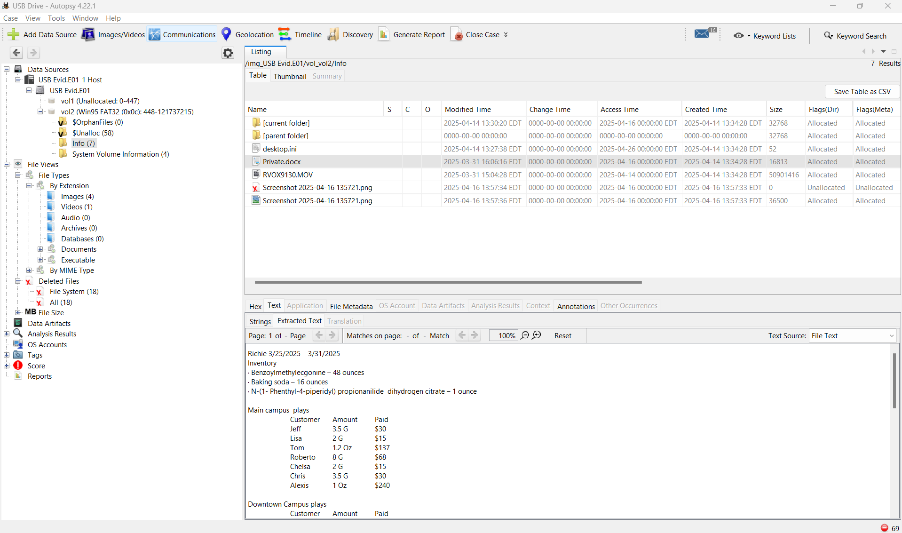 USB Drive - Autopsy 4.22.1
Case View Tools Window Help
Add Data Source Images/Videos Communications Geolocation Timeline Discovery Generate Report Close Case Keyword Lists Keyword Search
Listing
/img_USB Evid.E01/vol_vol2/Info
7 Results
Table Thumbnail Summary
Save Table as CSV
Name S C O Modified Time Change Time Access Time Created Time Size Flags(Dir) Flags(Meta)
[current folder] 2025-04-14 13:30:20 EDT 0000-00-00 00:00:00 2025-04-16 00:00:00 EDT 2025-04-14 13:34:28 EDT 32768 Allocated Allocated
[parent folder] 0000-00-00 00:00:00 0000-00-00 00:00:00 0000-00-00 00:00:00 0000-00-00 00:00:00 32768 Allocated Allocated
desktop.ini 2025-04-14 13:27:38 EDT 0000-00-00 00:00:00 2025-04-26 00:00:00 EDT 2025-04-14 13:34:28 EDT 52 Allocated Allocated
Private.docx 2025-03-31 16:06:16 EDT 0000-00-00 00:00:00 2025-04-16 00:00:00 EDT 2025-04-14 13:34:28 EDT 16813 Allocated Allocated
RVOX9130.MOV 2025-03-31 15:04:28 EDT 0000-00-00 00:00:00 2025-04-16 00:00:00 EDT 2025-04-14 13:34:28 EDT 50901416 Allocated Allocated
Screenshot 2025-04-16 135721.png 2025-04-16 13:57:34 EDT 0000-00-00 00:00:00 2025-04-16 00:00:00 EDT 2025-04-16 13:57:33 EDT 0 Unallocated Unallocated
Screenshot 2025-04-16 135721.png 2025-04-16 13:57:36 EDT 0000-00-00 00:00:00 2025-04-16 00:00:00 EDT 2025-04-16 13:57:33 EDT 36500 Allocated Allocated
Data Sources
USB Evid.E01 1 Host
USB Evid.E01
vol1 (Unallocated: 0-447)
vol2 (Win95 FAT32 (0x0c): 448-121737215)
$OrphanFiles (0)
$Unalloc (58)
Info (7)
System Volume Information (4)
File Views
File Types
By Extension
Images (4)
Videos (1)
Audio (0)
Archives (0)
Databases (0)
Documents
Executable
By MIME Type
Deleted Files
File System (18)
All (18)
MB File Size
Data Artifacts
Analysis Results
OS Accounts
Tags
Score
Reports
Hex Text Application File Metadata OS Account Data Artifacts Analysis Results Context Annotations Other Occurrences
Strings Extracted Text Translation
Page: 1 of - Page Matches on page: - of - Match 100% Reset Text Source: File Text
Richie 3/25/2025 3/31/2025
Inventory
· Benzoylmethylecgonine – 48 ounces
· Baking soda – 16 ounces
· N-(1- Phenthyl-4-piperidyl) propionanilide dihydrogen citrate – 1 ounce
Main campus plays
Customer Amount Paid
Jeff 3.5 G $30
Lisa 2 G $15
Tom 1.2 Oz $137
Roberto 8 G $68
Chelsa 2 G $15
Chris 3.5 G $30
Alexis 1 Oz $240
Downtown Campus plays
Customer Amount Paid
69